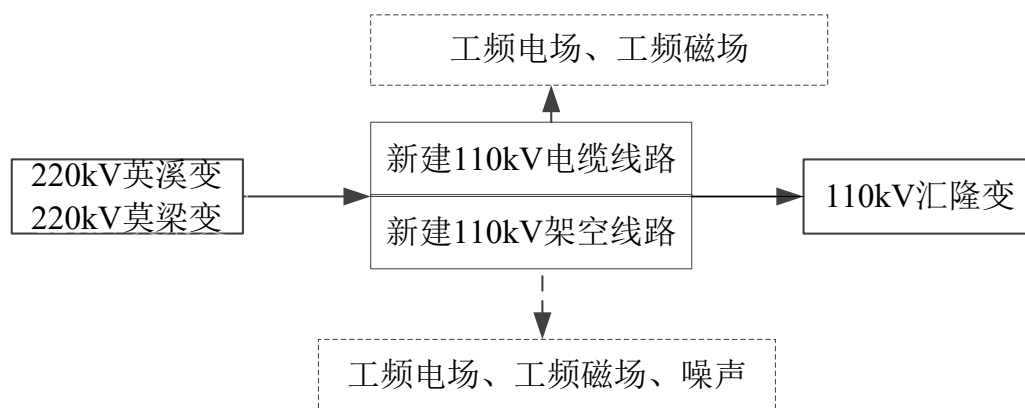 工频电场、工频磁场
220kV英溪变
220kV莫梁变
新建110kV电缆线路
新建110kV架空线路
110kV汇隆变
工频电场、工频磁场、噪声